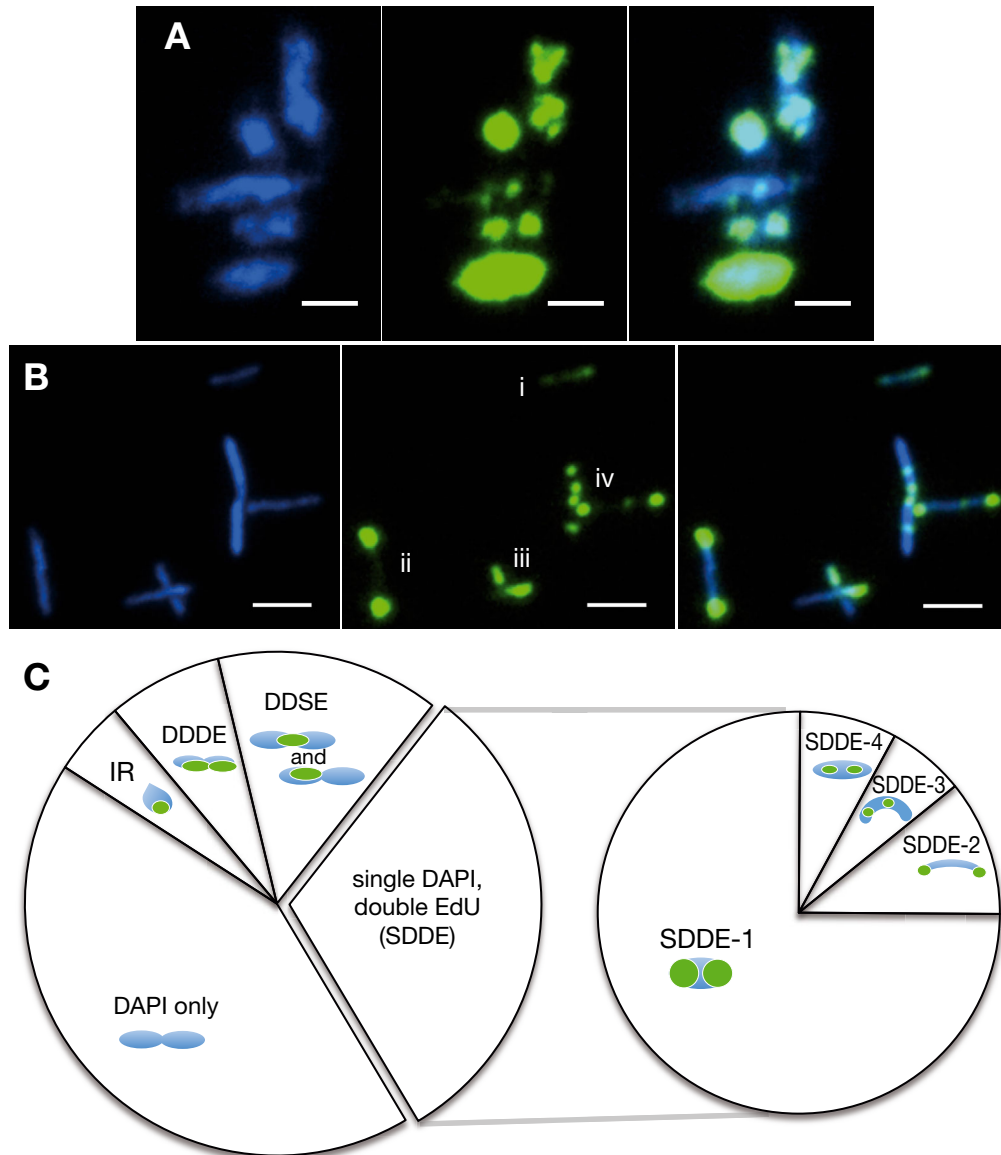 A
B
i
ii
iii
iv
C
IR
DDDE
DDSE
and
single DAPI,
double EdU
(SDDE)
DAPI only
SDDE-4
SDDE-3
SDDE-2
SDDE-1